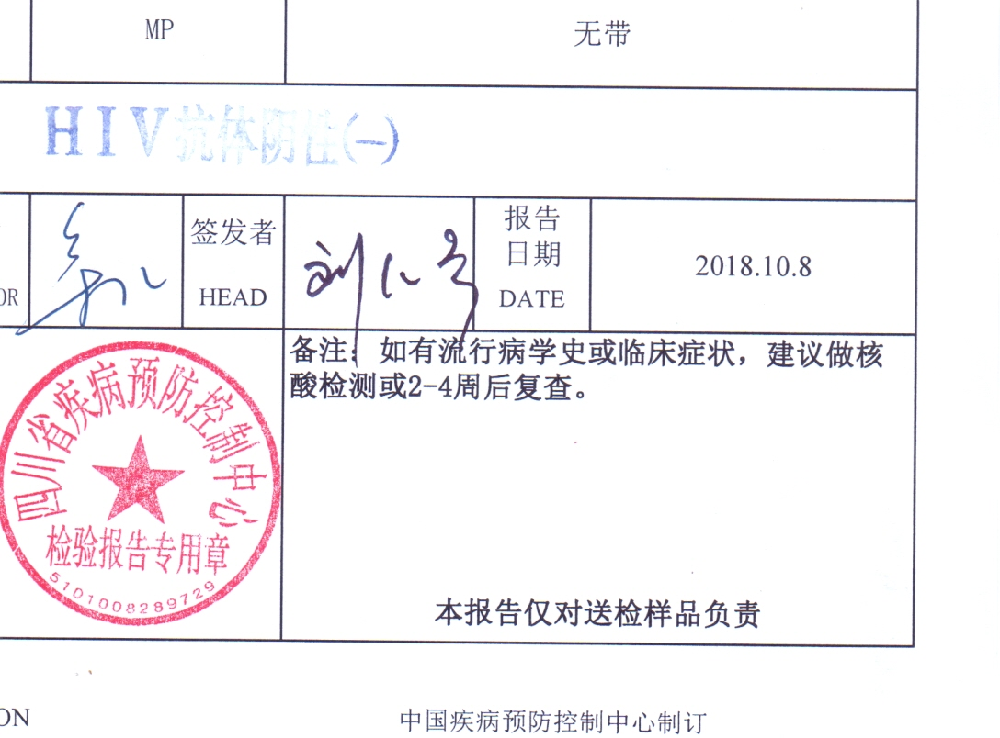 MP
无带
HIV抗体阴性(一)
签发者
HEAD
报告
日期
DATE
2018.10.8
OR
备注：如有流行病学史或临床症状，建议做核
酸检测或2-4周后复查。
四川省疾病预防控制中心
检验报告专用章
5101008289729
本报告仅对送检样品负责
ON
中国疾病预防控制中心制订